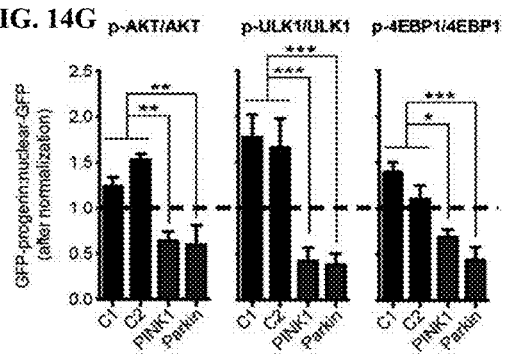 IG. 14G
p-AKT/AKT p-ULK1/ULK1 p-4EBP1/4EBP1
GFP-progerin:nuclear-GFP
(after normalization)
2.5
2.0
1.5
1.0
0.5
0.0
** ** *** *** *** *
C1 C2 PINK1 Parkin C1 C2 PINK1 Parkin C1 C2 PINK1 Parkin